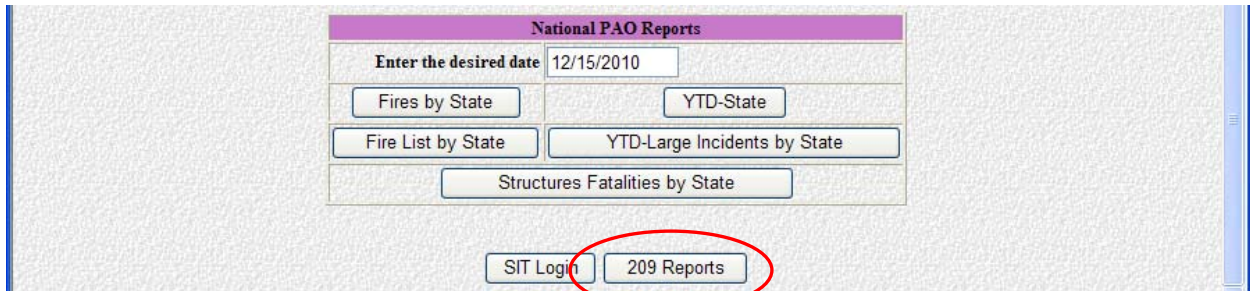 National PAO Reports
Enter the desired date 12/15/2010
Fires by State YTD-State
Fire List by State YTD-Large Incidents by State
Structures Fatalities by State
SIT Login 209 Reports